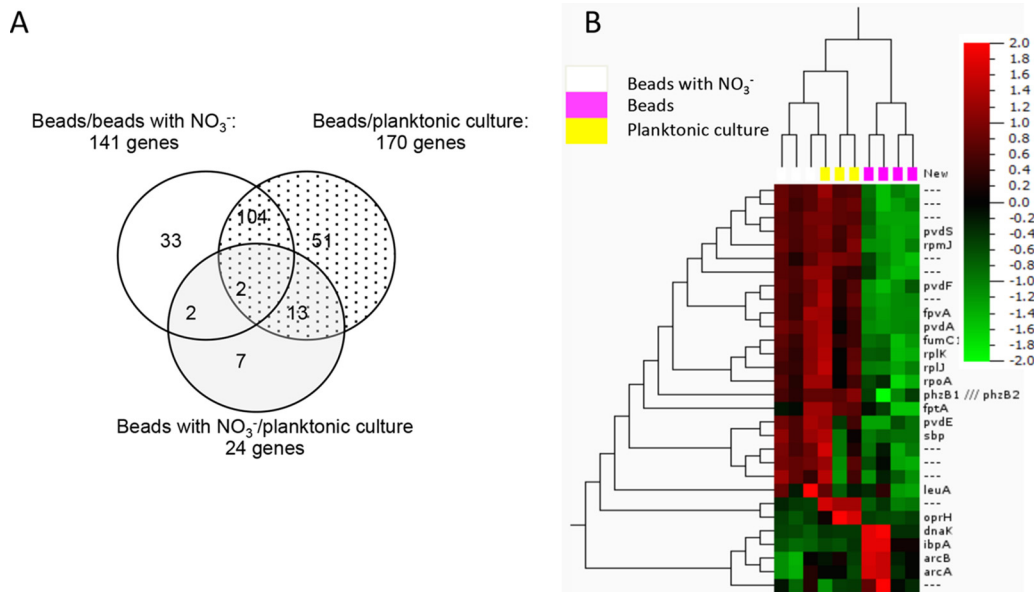 A
Beads/beads with NO3-:
141 genes
Beads/planktonic culture:
170 genes
33
104
51
2
2
13
7
Beads with NO3-/planktonic culture
24 genes
B
Beads with NO3-
Beads
Planktonic culture
2.0
1.8
1.6
1.4
1.2
1.0
0.8
0.6
0.4
0.2
0.0
-0.2
-0.4
-0.6
-0.8
-1.0
-1.2
-1.4
-1.6
-1.8
-2.0
New
---
---
---
pvdS
rpmJ
---
---
pvdF
---
fpvA
pvdA
fumC1
rplK
rplJ
rpoA
phzB1 /// phzB2
fptA
pvdE
sbp
---
---
---
leuA
---
oprH
dnaK
ibpA
arcB
arcA
---